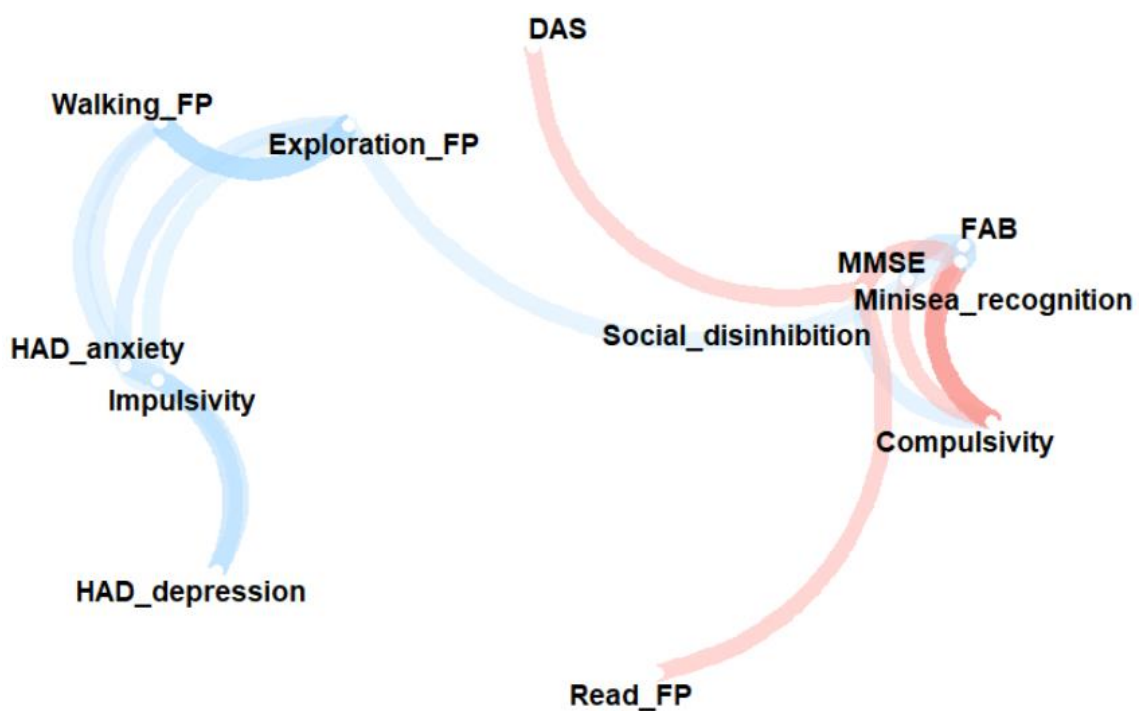 DAS
Walking_FP
Exploration_FP
FAB
MMSE
Minisea_recognition
Social_disinhibition
HAD_anxiety
Impulsivity
Compulsivity
HAD_depression
Read_FP